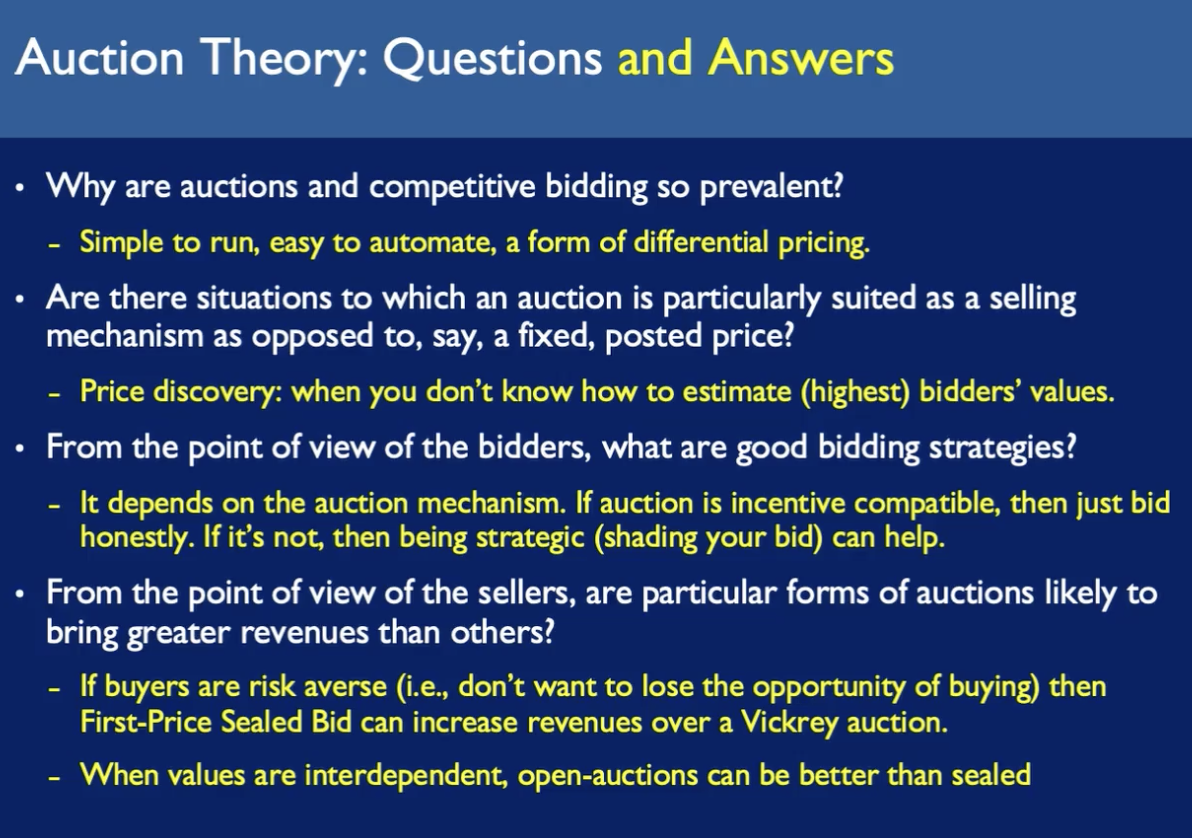 Auction Theory: Questions and Answers
• Why are auctions and competitive bidding so prevalent?
– Simple to run, easy to automate, a form of differential pricing.
• Are there situations to which an auction is particularly suited as a selling
mechanism as opposed to, say, a fixed, posted price?
– Price discovery: when you don't know how to estimate (highest) bidders' values.
• From the point of view of the bidders, what are good bidding strategies?
– It depends on the auction mechanism. If auction is incentive compatible, then just bid
honestly. If it's not, then being strategic (shading your bid) can help.
• From the point of view of the sellers, are particular forms of auctions likely to
bring greater revenues than others?
– If buyers are risk averse (i.e., don't want to lose the opportunity of buying) then
First-Price Sealed Bid can increase revenues over a Vickrey auction.
– When values are interdependent, open-auctions can be better than sealed